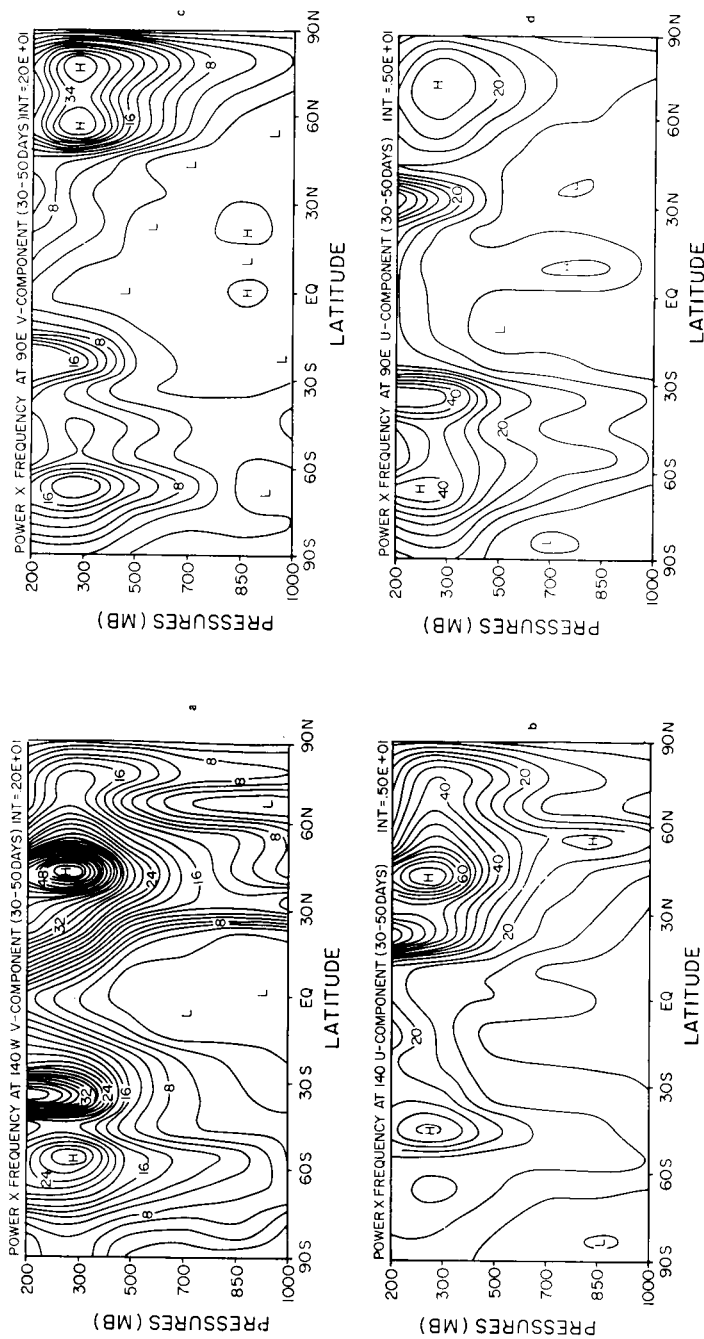 POWER X FREQUENCY AT 140W V-COMPONENT (30-50DAYS) INT=.20E+01
a
PRESSURES (MB)
200
300
500
700
850
1000
48
H
32
24
16
8
8
8
8
24
H
16
8
32
24
16
8
L
L
L
90S
60S
30S
EQ
30N
60N
90N
LATITUDE
POWER X FREQUENCY AT 140 U-COMPONENT (30-50DAYS) INT=.50E+01
b
PRESSURES (MB)
200
300
500
700
850
1000
20
H
H
60
40
40
20
20
H
L
90S
60S
30S
EQ
30N
60N
90N
LATITUDE
POWER X FREQUENCY AT 90E V-COMPONENT (30-50DAYS) INT=.20E+01
c
PRESSURES (MB)
200
300
500
700
850
1000
16
8
16
8
8
H
34
H
16
8
L
L
L
L
H
L
H
L
L
90S
60S
30S
EQ
30N
60N
90N
LATITUDE
POWER X FREQUENCY AT 90E U-COMPONENT (30-50DAYS) INT=.50E+01
d
PRESSURES (MB)
200
300
500
700
850
1000
H
40
40
20
20
H
20
L
L
L
90S
60S
30S
EQ
30N
60N
90N
LATITUDE